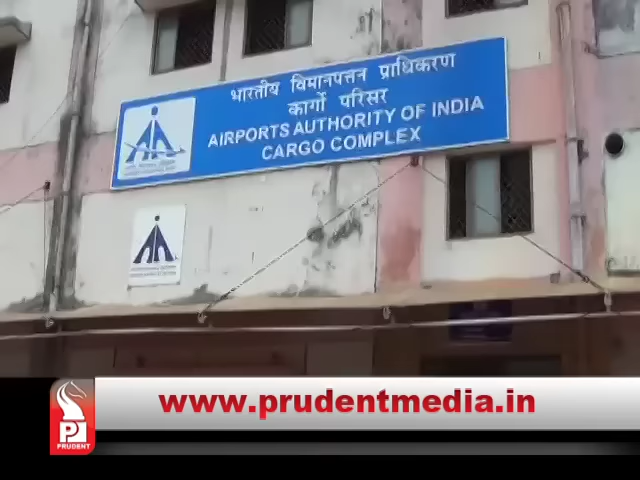 भारतीय विमानपत्तन प्राधिकरण
कार्गो परिसर
AIRPORTS AUTHORITY OF INDIA
CARGO COMPLEX
www.prudentmedia.in
PRUDENT